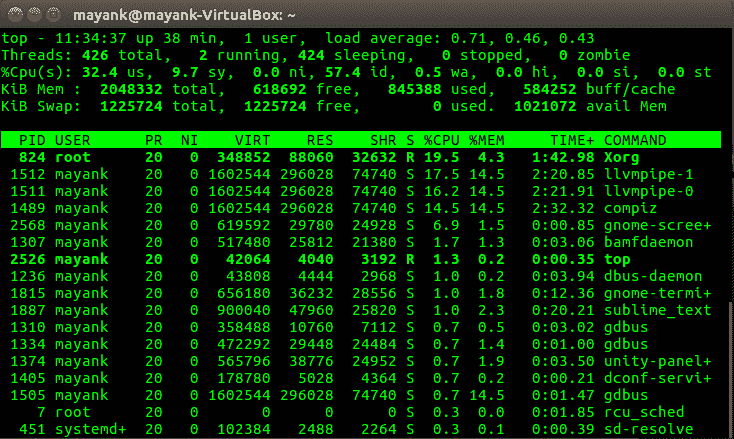 mayank@mayank-VirtualBox: ~
top - 11:34:37 up 38 min,  1 user,  load average: 0.71, 0.46, 0.43
Threads: 426 total,   2 running, 424 sleeping,   0 stopped,   0 zombie
%Cpu(s): 32.4 us,  9.7 sy,  0.0 ni, 57.4 id,  0.5 wa,  0.0 hi,  0.0 si,  0.0 st
KiB Mem :  2048332 total,   618692 free,   845388 used,   584252 buff/cache
KiB Swap:  1225724 total,  1225724 free,        0 used.  1021072 avail Mem
PID USER      PR  NI    VIRT    RES    SHR S %CPU %MEM     TIME+ COMMAND
824 root      20   0  348852  88060  32632 R 19.5  4.3   1:42.98 Xorg
1512 mayank    20   0 1602544 296028  74740 S 17.5 14.5   2:20.85 llvmpipe-1
1511 mayank    20   0 1602544 296028  74740 S 16.2 14.5   2:21.91 llvmpipe-0
1489 mayank    20   0 1602544 296028  74740 S 14.5 14.5   2:32.32 compiz
2568 mayank    20   0  619592  29780  24928 S  6.9  1.5   0:00.85 gnome-scree+
1307 mayank    20   0  517480  25812  21380 S  1.7  1.3   0:03.06 bamfdaemon
2526 mayank    20   0   42064   4040   3192 R  1.3  0.2   0:00.35 top
1236 mayank    20   0   43808   4444   2968 S  1.0  0.2   0:03.94 dbus-daemon
1815 mayank    20   0  656180  36232  28556 S  1.0  1.8   0:12.36 gnome-termi+
1887 mayank    20   0  900040  47960  25820 S  1.0  2.3   0:20.21 sublime_text
1310 mayank    20   0  358488  10760   7112 S  0.7  0.5   0:03.02 gdbus
1334 mayank    20   0  472292  29448  24484 S  0.7  1.4   0:01.00 gdbus
1374 mayank    20   0  565796  38776  24952 S  0.7  1.9   0:03.50 unity-panel+
1405 mayank    20   0  178780   5028   4364 S  0.7  0.2   0:00.21 dconf-servi+
1505 mayank    20   0 1602544 296028  74740 S  0.7 14.5   0:01.67 gdbus
7 root      20   0       0      0      0 S  0.3  0.0   0:01.85 rcu_sched
451 systemd+  20   0  102384   2488   2264 S  0.3  0.1   0:00.39 sd-resolve